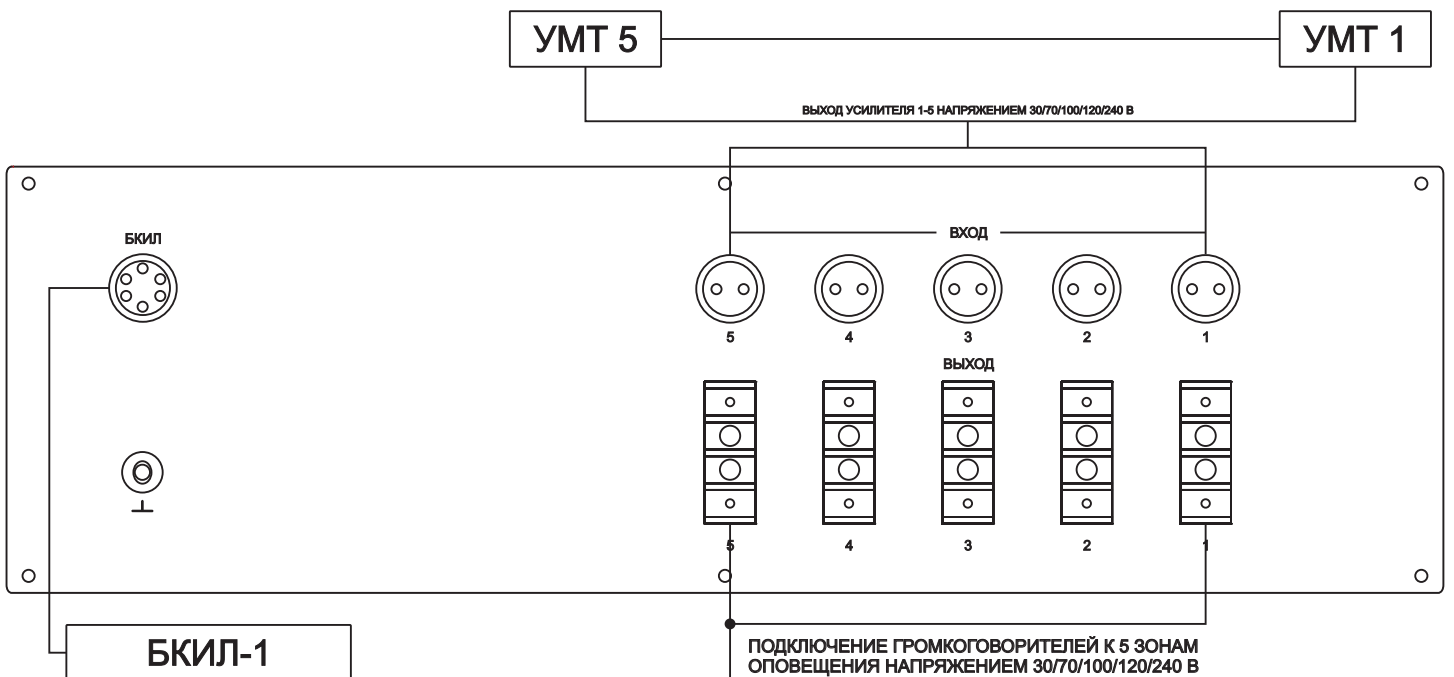 УМТ 5
УМТ 1
ВЫХОД УСИЛИТЕЛЯ 1-5 НАПРЯЖЕНИЕМ 30/70/100/120/240 В
БКИЛ
ВХОД
5 4 3 2 1
ВЫХОД
5 4 3 2 1
БКИЛ-1
ПОДКЛЮЧЕНИЕ ГРОМКОГОВОРИТЕЛЕЙ К 5 ЗОНАМ
ОПОВЕЩЕНИЯ НАПРЯЖЕНИЕМ 30/70/100/120/240 В